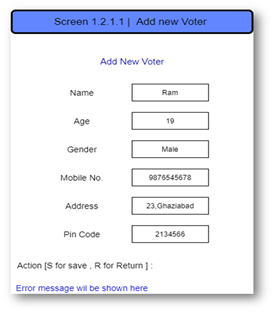 Screen 1.2.1.1 | Add new Voter
Add New Voter
Name Ram
Age 19
Gender Male
Mobile No. 9876545678
Address 23,Ghaziabad
Pin Code 2134566
Action [S for save , R for Return ] :
Error message wil be shown here